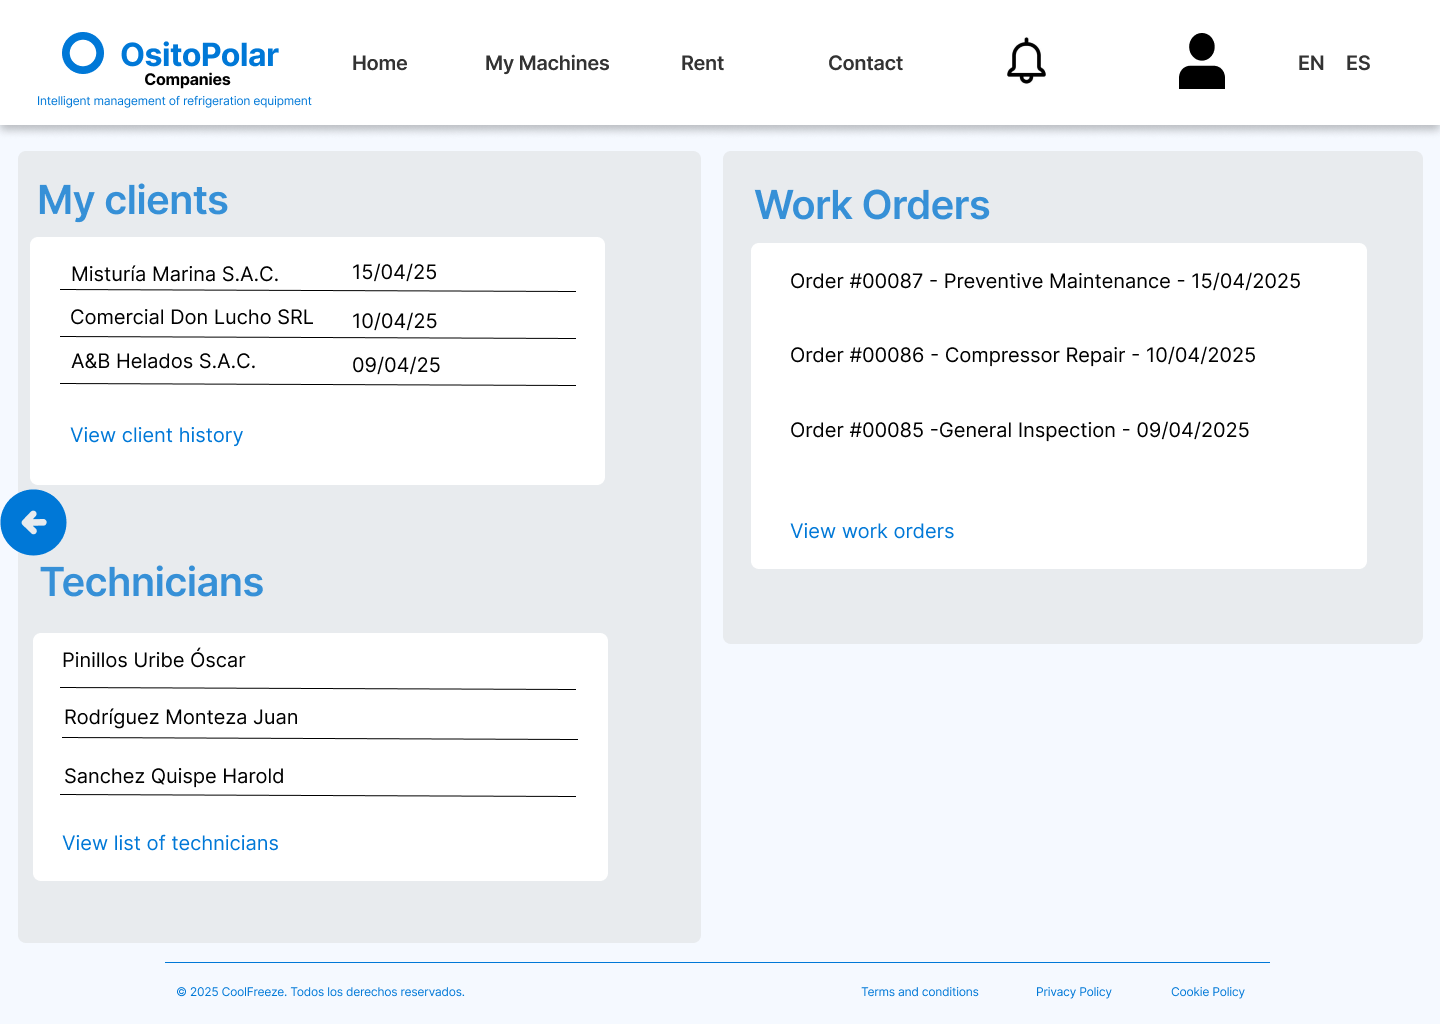 OsitoPolar
Companies
Intelligent management of refrigeration equipment
Home
My Machines
Rent
Contact
EN
ES
My clients
Misturía Marina S.A.C. 15/04/25
Comercial Don Lucho SRL 10/04/25
A&B Helados S.A.C. 09/04/25
View client history
Technicians
Pinillos Uribe Óscar
Rodríguez Monteza Juan
Sanchez Quispe Harold
View list of technicians
Work Orders
Order #00087 - Preventive Maintenance - 15/04/2025
Order #00086 - Compressor Repair - 10/04/2025
Order #00085 -General Inspection - 09/04/2025
View work orders
© 2025 CoolFreeze. Todos los derechos reservados.
Terms and conditions
Privacy Policy
Cookie Policy